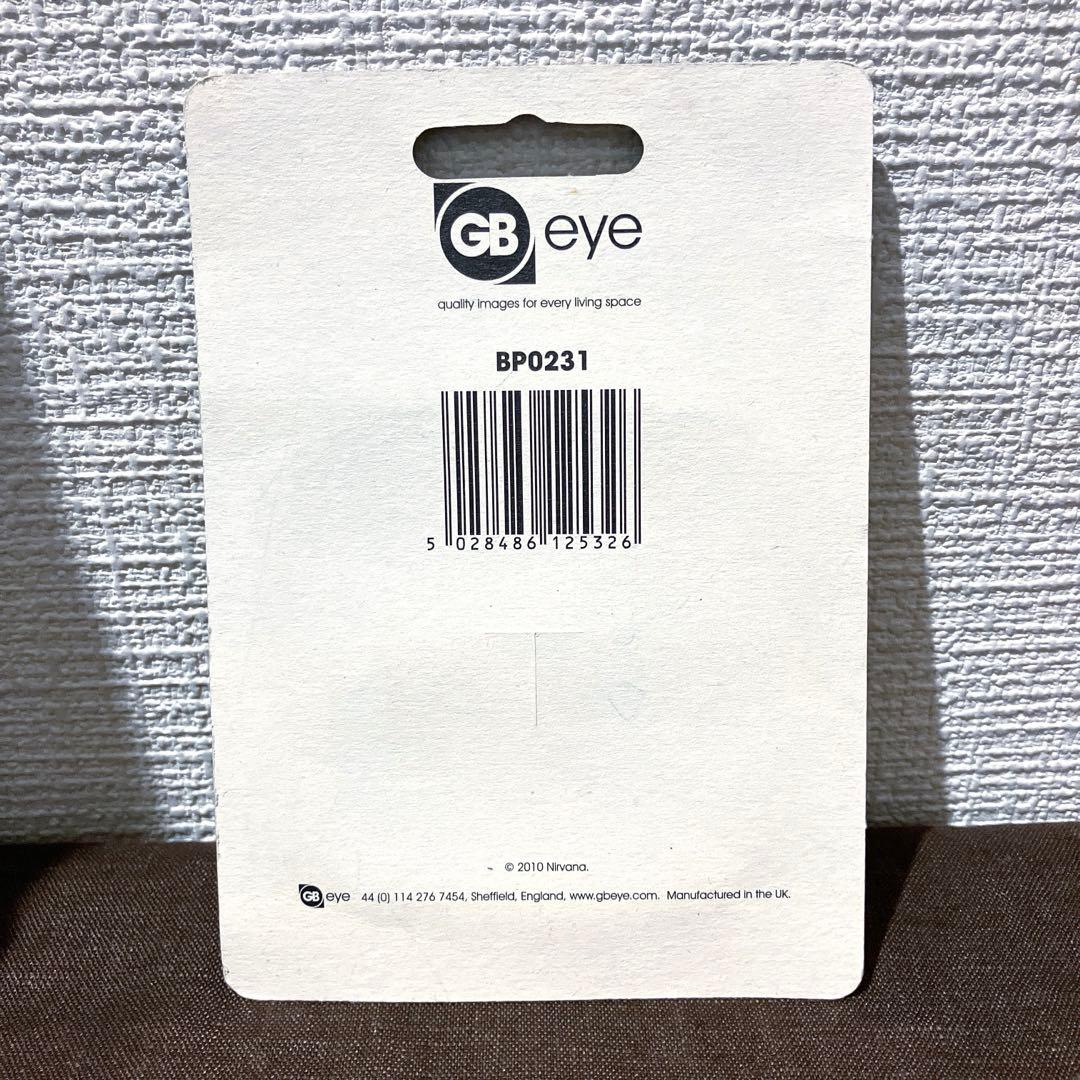 GB eye
quality images for every living space
BP0231
5 028486 125326
© 2010 Nirvana.
GB eye 44 (0) 114 276 7454, Sheffield, England, www.gbeye.com. Manufactured in the UK.